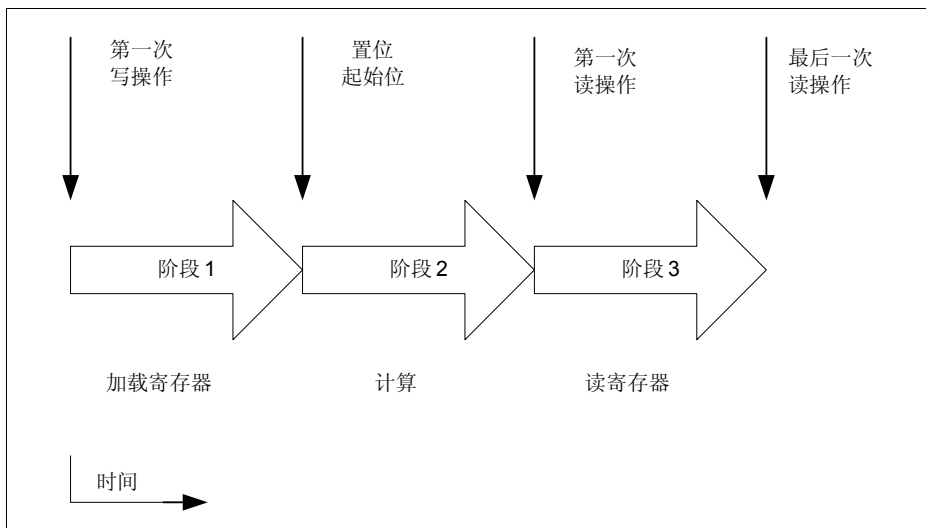 第一次
写操作
置位
起始位
第一次
读操作
最后一次
读操作
阶段 1
阶段 2
阶段 3
加载寄存器
计算
读寄存器
时间